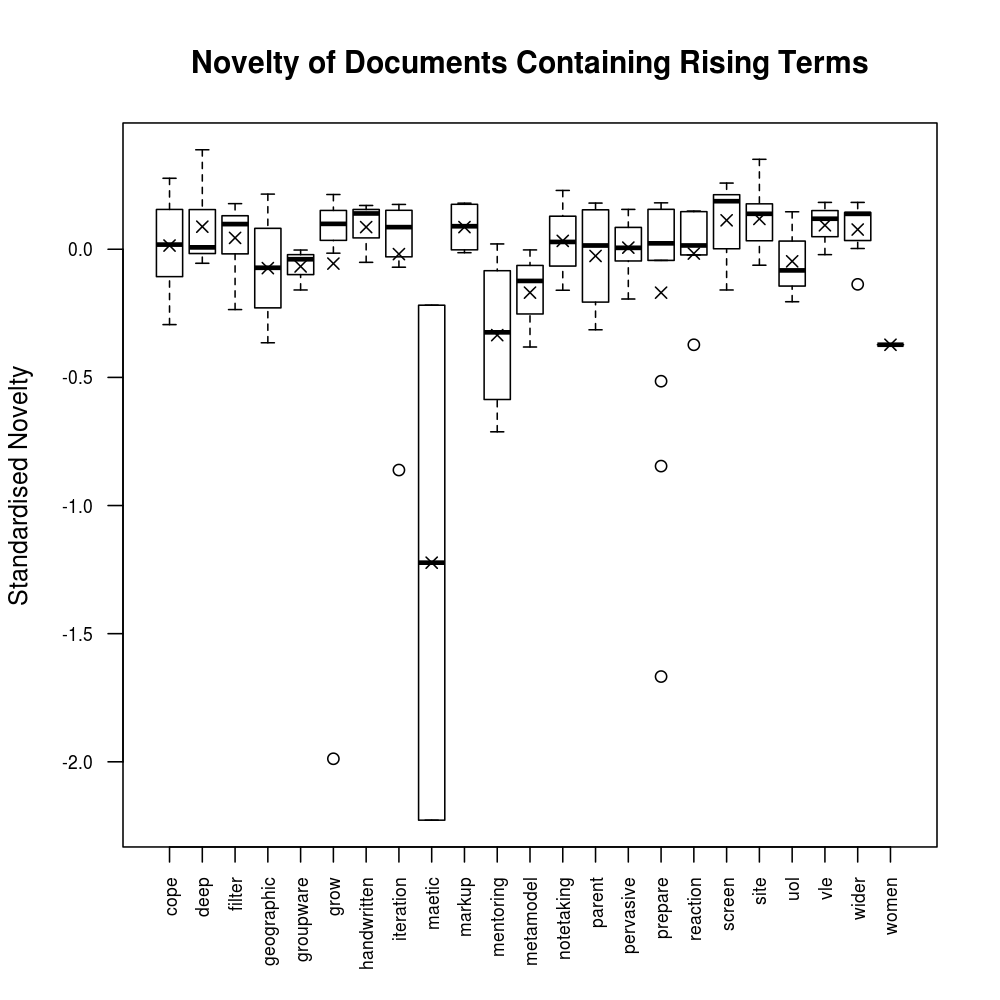 Novelty of Documents Containing Rising Terms
Standardised Novelty
0.0
-0.5
-1.0
-1.5
-2.0
cope
deep
filter
geographic
groupware
grow
handwritten
iteration
maetic
markup
mentoring
metamodel
notetaking
parent
pervasive
prepare
reaction
screen
site
uol
vle
wider
women